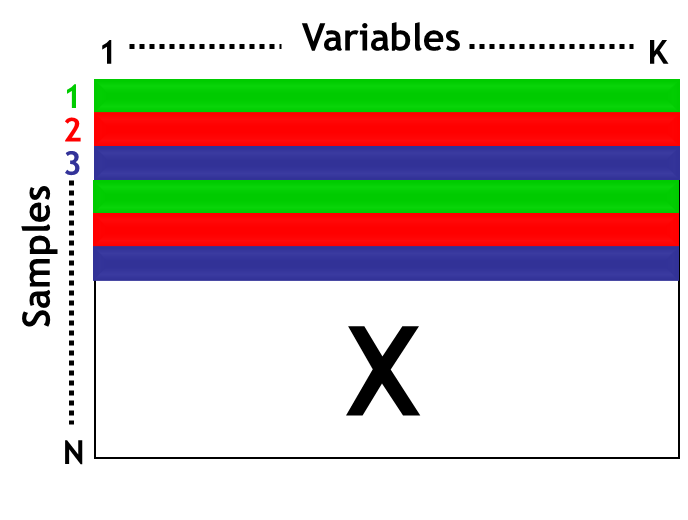 1 ............... Variables ................ K
1
2
3
Samples
N
X